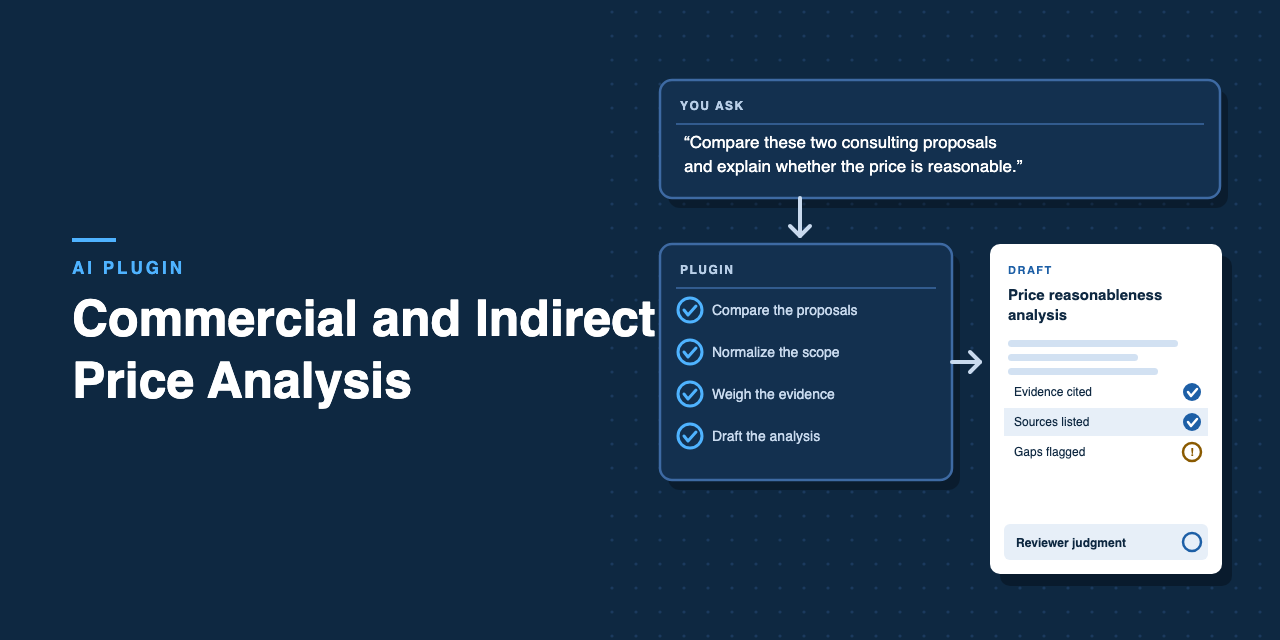 AI PLUGIN
Commercial and Indirect
Price Analysis
YOU ASK
“Compare these two consulting proposals
and explain whether the price is reasonable.”
PLUGIN
Compare the proposals
Normalize the scope
Weigh the evidence
Draft the analysis
DRAFT
Price reasonableness
analysis
Evidence cited
Sources listed
Gaps flagged
Reviewer judgment